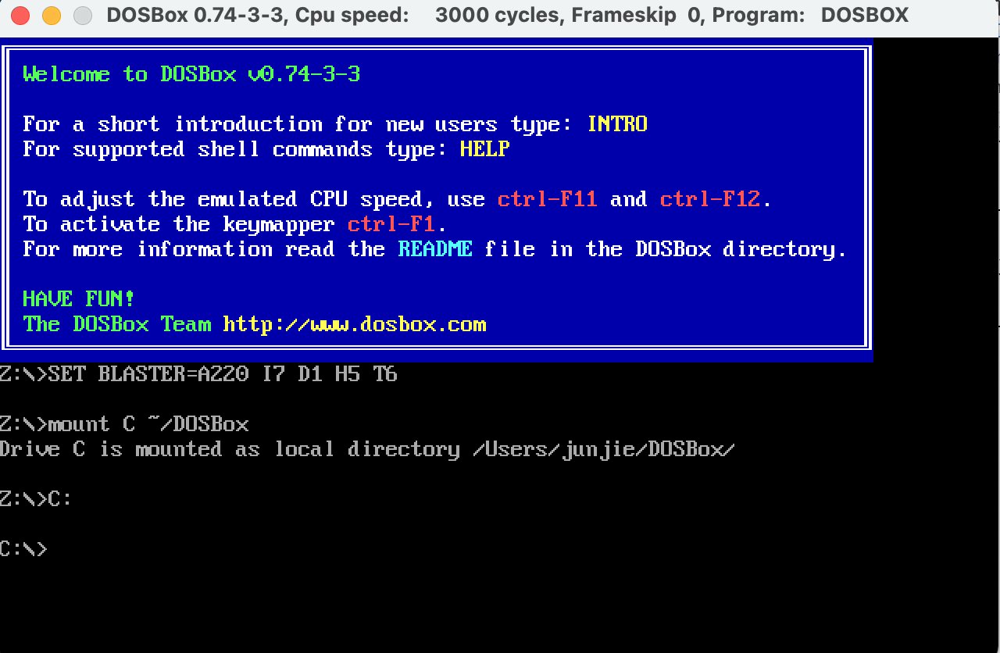 DOSBox 0.74-3-3, Cpu speed: 3000 cycles, Frameskip 0, Program: DOSBOX
Welcome to DOSBox v0.74-3-3
For a short introduction for new users type: INTRO
For supported shell commands type: HELP
To adjust the emulated CPU speed, use ctrl-F11 and ctrl-F12.
To activate the keymapper ctrl-F1.
For more information read the README file in the DOSBox directory.
HAVE FUN!
The DOSBox Team http://www.dosbox.com
Z:\>SET BLASTER=A220 I7 D1 H5 T6
Z:\>mount C ~/DOSBox
Drive C is mounted as local directory /Users/junjie/DOSBox/
Z:\>C:
C:\>